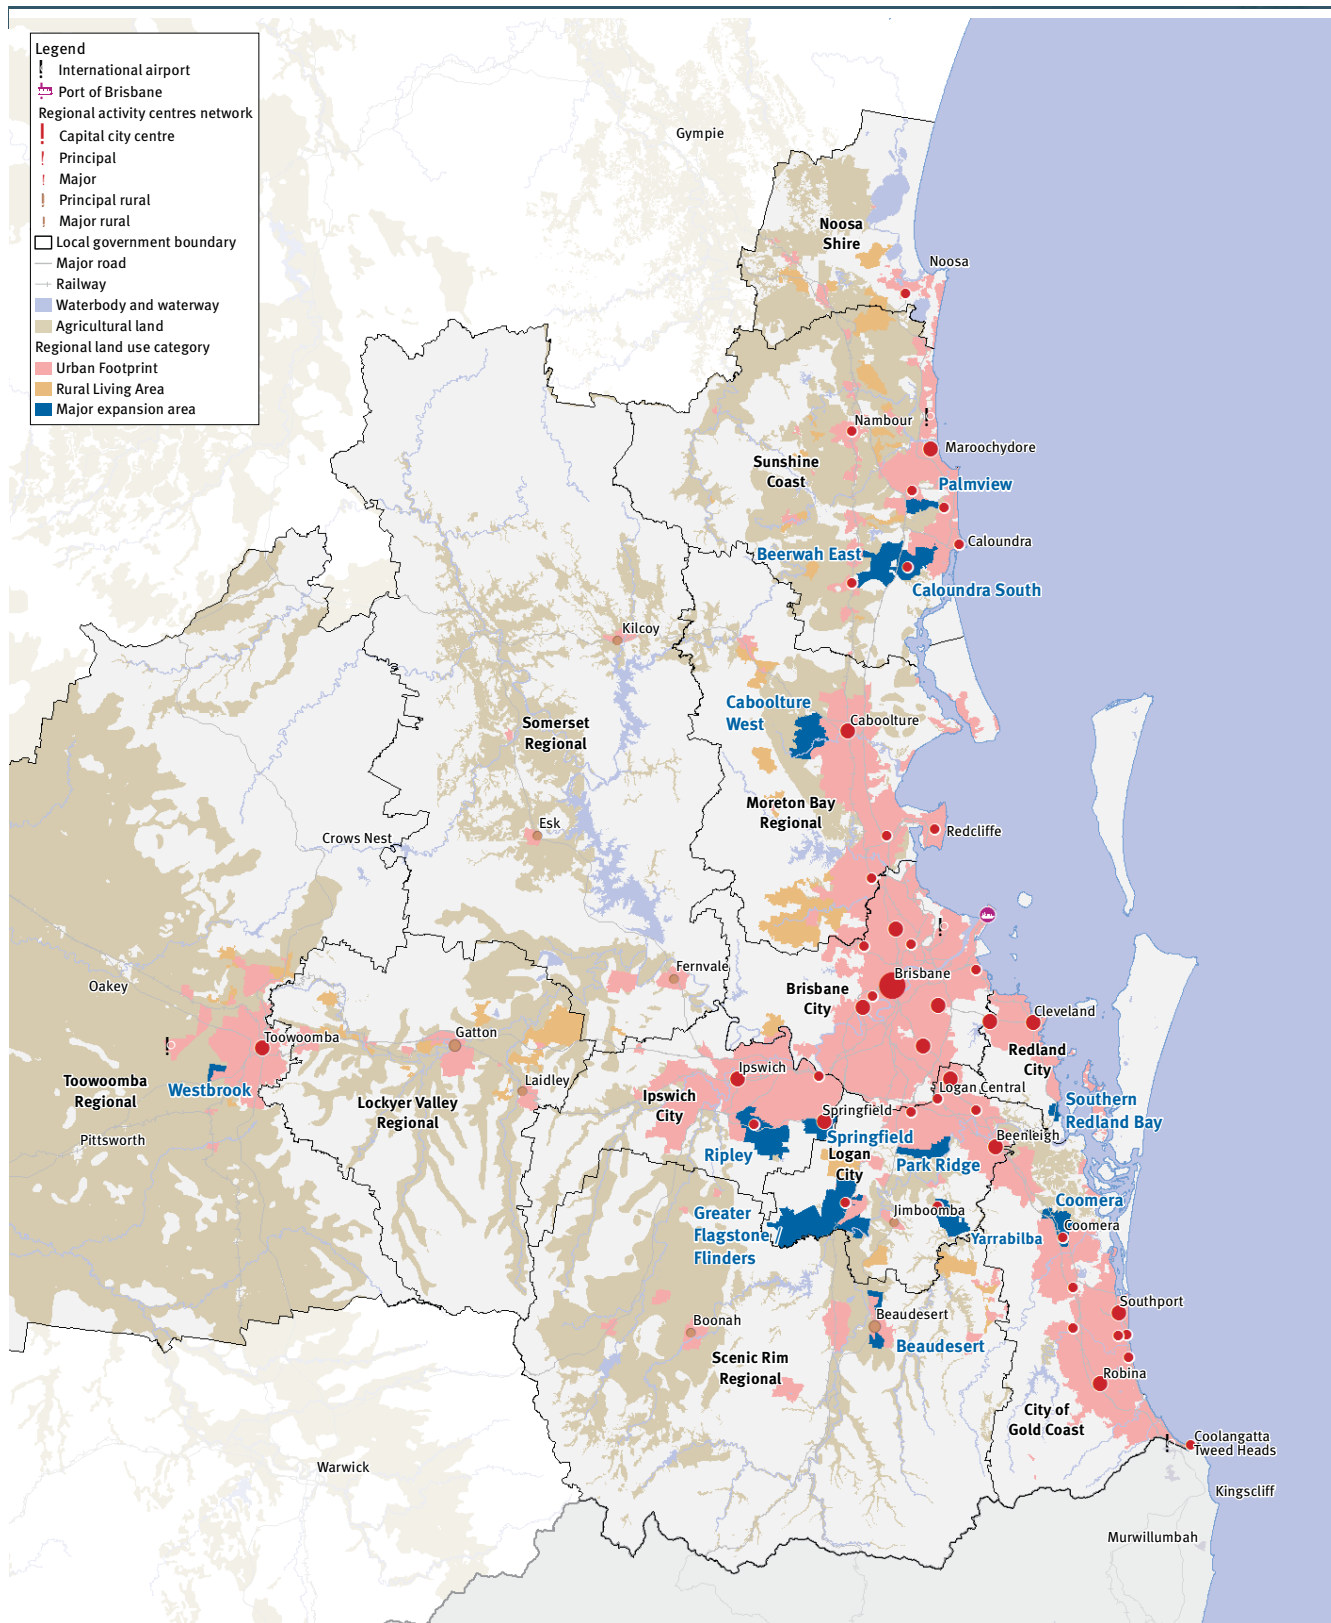 Legend
International airport
Port of Brisbane
Regional activity centres network
Capital city centre
Principal
Major
Principal rural
Major rural
Local government boundary
Major road
Railway
Waterbody and waterway
Agricultural land
Regional land use category
Urban Footprint
Rural Living Area
Major expansion area
Gympie
Noosa
Shire
Noosa
Nambour
Maroochydore
Sunshine
Coast
Palmview
Caloundra
Beerwah East
Caloundra South
Kilcoy
Caboolture
West
Caboolture
Somerset
Regional
Moreton Bay
Regional
Esk
Redcliffe
Crows Nest
Fernvale
Brisbane
Oakey
Brisbane
City
Cleveland
Gatton
Toowoomba
Redland
City
Ipswich
Toowoomba
Regional
Westbrook
Laidley
Logan Central
Ipswich
City
Lockyer Valley
Regional
Springfield
Southern
Redland Bay
Pittsworth
Springfield
Beenleigh
Ripley
Logan
City
Park Ridge
Coomera
Greater
Flagstone
Flinders
Jimboomba
Yarrabilba
Coomera
Southport
Boonah
Beaudesert
Beaudesert
Scenic Rim
Regional
Robina
City of
Gold Coast
Coolangatta
Tweed Heads
Warwick
Kingscliff
Murwillumbah